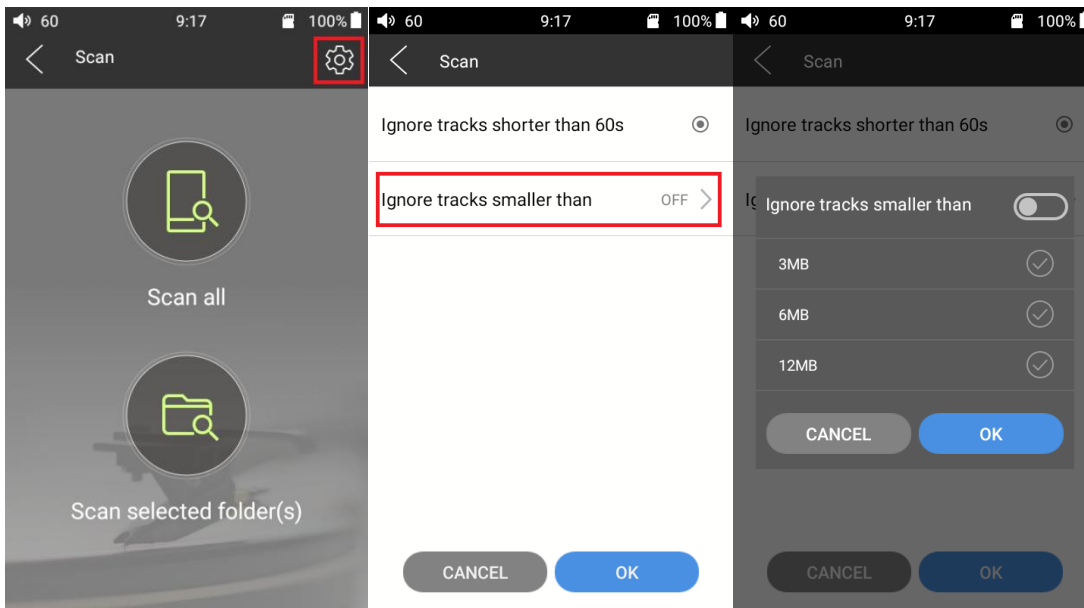 60 9:17 100%
Scan
Scan all
Scan selected folder(s)
60 9:17 100%
Scan
Ignore tracks shorter than 60s
Ignore tracks smaller than OFF
CANCEL OK
60 9:17 100%
Scan
Ignore tracks shorter than 60s
Ig
Ignore tracks smaller than
3MB
6MB
12MB
CANCEL OK
CANCEL OK